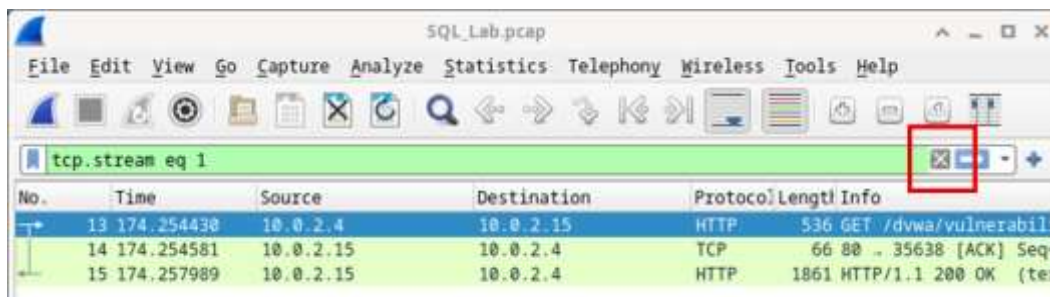 SQL_Lab.pcap
File Edit View Go Capture Analyze Statistics Telephony Wireless Tools Help
tcp.stream eq 1
No. Time Source Destination Protocol Lengtl Info
13 174.254430 10.0.2.4 10.0.2.15 HTTP 536 GET /dvwa/vulnerabil
14 174.254581 10.0.2.15 10.0.2.4 TCP 66 80 → 35638 [ACK] Seq
15 174.257989 10.0.2.15 10.0.2.4 HTTP 1861 HTTP/1.1 200 OK (te